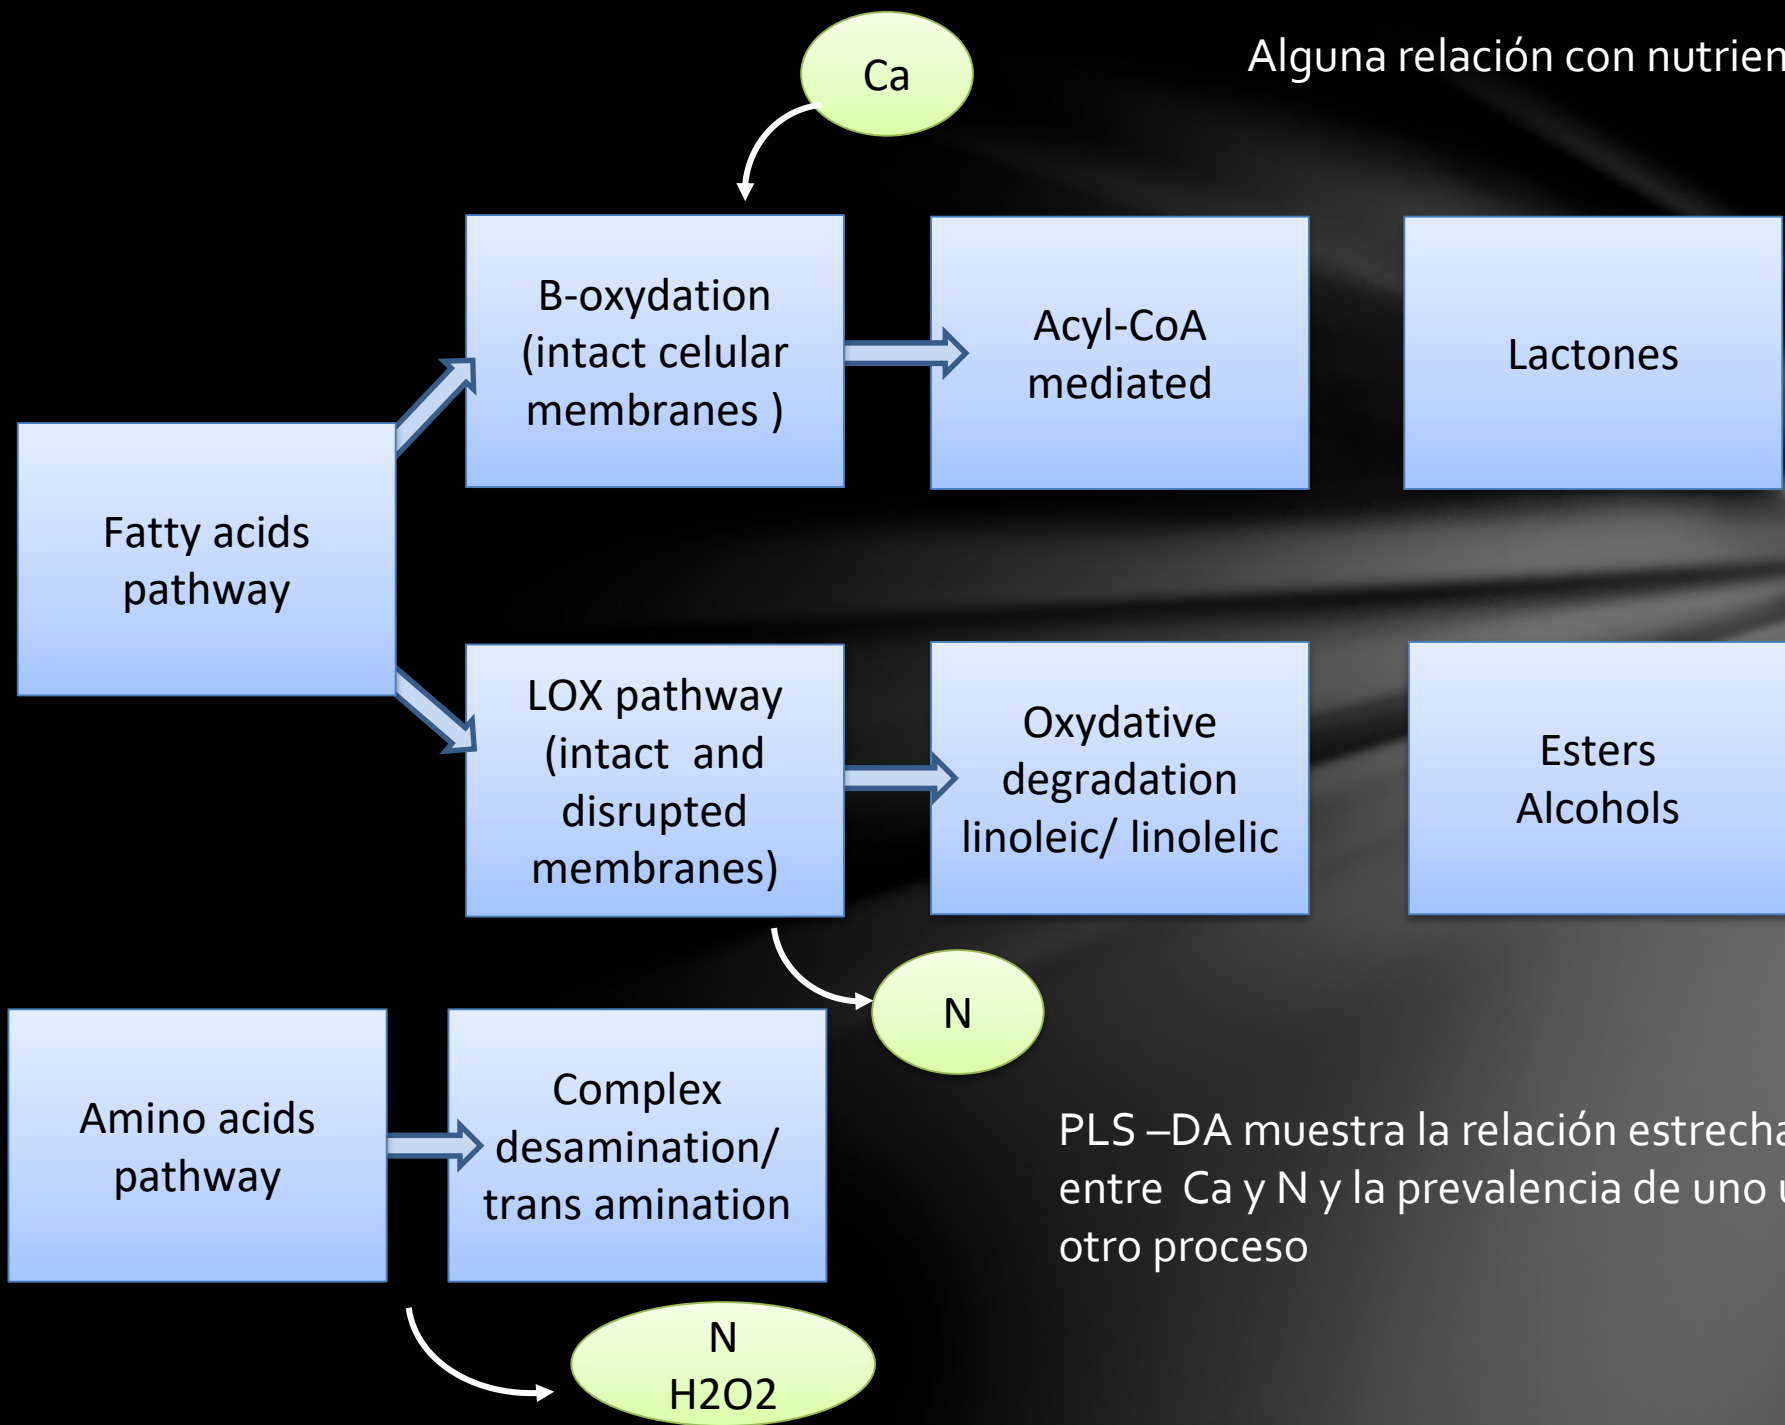 Ca
Alguna relación con nutrien
B-oxydation
(intact celular
membranes )
Acyl-CoA
mediated
Lactones
Fatty acids
pathway
LOX pathway
(intact and
disrupted
membranes)
Oxydative
degradation
linoleic/ linolelic
Esters
Alcohols
N
Amino acids
pathway
Complex
desamination/
trans amination
PLS –DA muestra la relación estrecha
entre Ca y N y la prevalencia de uno u
otro proceso
N
H2O2